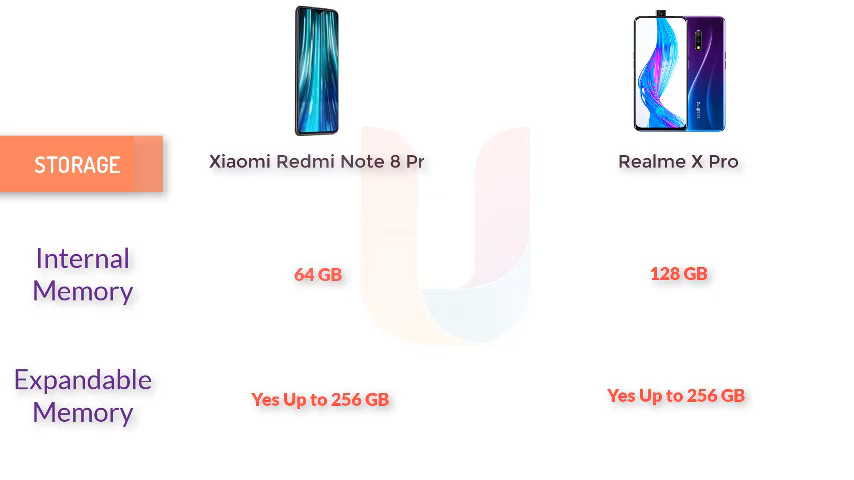 Xiaomi Redmi Note 8 Pr
Realme X Pro
STORAGE
Internal
Memory
64 GB
128 GB
Expandable
Memory
Yes Up to 256 GB
Yes Up to 256 GB